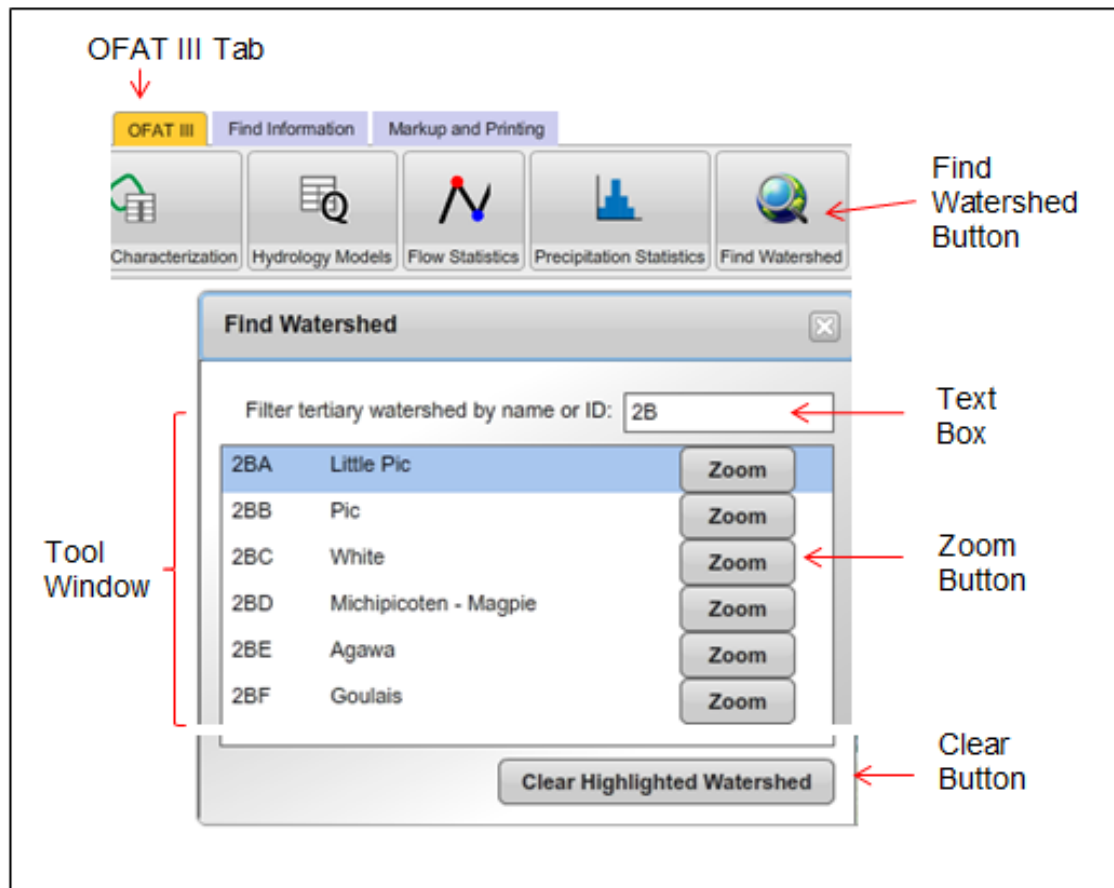 OFAT III Tab
OFAT III Find Information Markup and Printing
Characterization Hydrology Models Flow Statistics Precipitation Statistics Find Watershed
Find
Watershed
Button
Find Watershed
Filter tertiary watershed by name or ID: 2B
Text
Box
2BA Little Pic Zoom
2BB Pic Zoom
2BC White Zoom
2BD Michipicoten - Magpie Zoom
2BE Agawa Zoom
2BF Goulais Zoom
Tool
Window
Zoom
Button
Clear Highlighted Watershed
Clear
Button